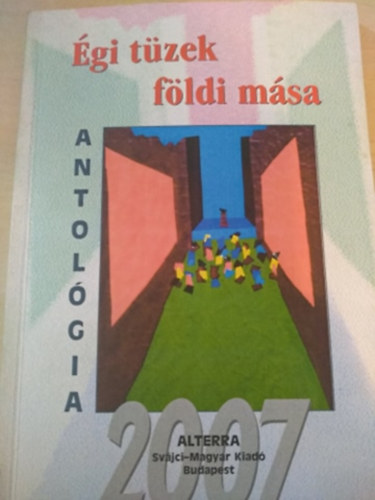 Égi tüzek
földi mása
ANTOLÓGIA
2007
ALTERRA
Svájci-Magyar Kiadó
Budapest